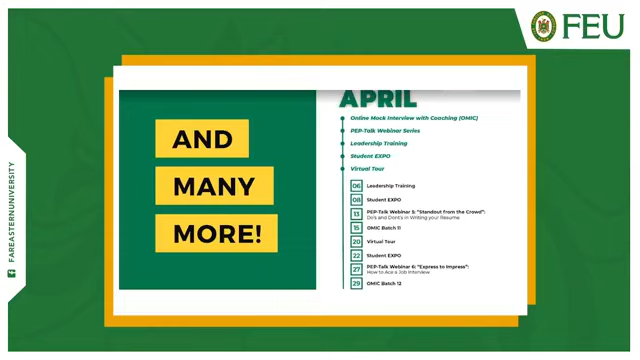 FEU
FAREASTERNUNIVERSITY
AND
MANY
MORE!
APRIL
Online Mock Interview with Coaching (OMIC)
PEP-Talk Webinar Series
Leadership Training
Student EXPO
Virtual Tour
06 Leadership Training
08 Student EXPO
13 PEP-Talk Webinar 5: "Standout from the Crowd":
Do's and Dont's in Writing your Resume
15 OMIC Batch 11
20 Virtual Tour
22 Student EXPO
27 PEP-Talk Webinar 6: "Express to Impress":
How to Ace a Job Interview
29 OMIC Batch 12